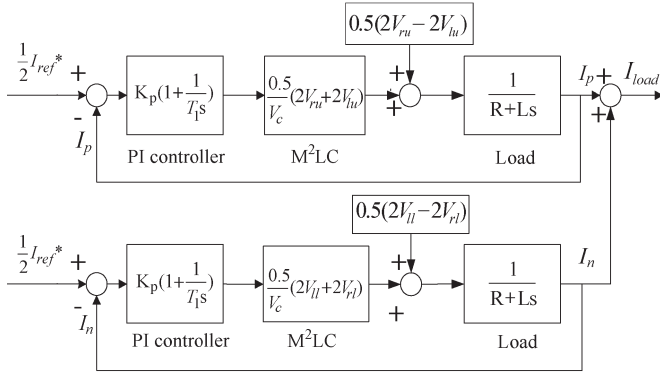 0.5(2V_ru − 2V_lu)
1/2 I_ref*
+
-
I_p
K_p(1+1/T_Is)
PI controller
0.5/V_c (2V_ru+2V_lu)
M²LC
+
+
1/(R+Ls)
Load
I_p+
+
I_load
0.5(2V_ll−2V_rl)
1/2 I_ref*
+
-
I_n
K_p(1+1/T_Is)
PI controller
0.5/V_c (2V_ll+2V_rl)
M²LC
+
+
1/(R+Ls)
Load
I_n